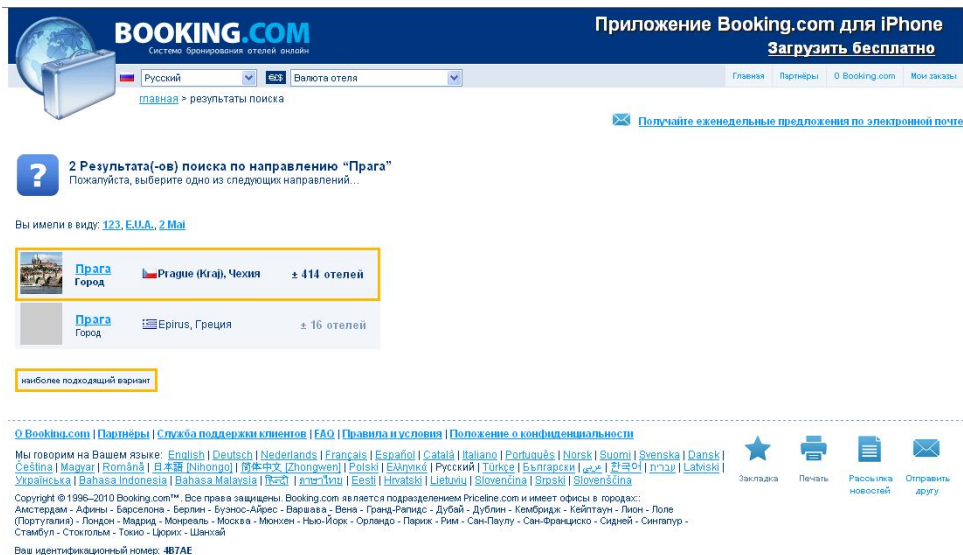 BOOKING.COM
Система бронирования отелей онлайн
Приложение Booking.com для iPhone
Загрузить бесплатно
Русский
€£$
Валюта отеля
Главная Партнёры О Booking.com Мои заказы
главная > результаты поиска
Получайте еженедельные предложения по электронной почте
2 Результата(-ов) поиска по направлению “Прага”
Пожалуйста, выберите одно из следующих направлений...
Вы имели в виду: 123, E.U.A., 2 Mai
Прага
Город
Prague (Kraj), Чехия
± 414 отелей
Прага
Город
Epirus, Греция
± 16 отелей
наиболее подходящий вариант
О Booking.com | Партнёры | Служба поддержки клиентов | FAQ | Правила и условия | Положение о конфиденциальности
Мы говорим на Вашем языке: English | Deutsch | Nederlands | Français | Español | Català | Italiano | Português | Norsk | Suomi | Svenska | Dansk |
Čeština | Magyar | Română | 日本語 [Nihongo] | 简体中文 [Zhongwen] | Polski | Ελληνικά | Русский | Türkçe | Български | عربي | 한국어 | עברית | Latviski |
Українська | Bahasa Indonesia | Bahasa Malaysia | हिन्दी | ภาษาไทย | Eesti | Hrvatski | Lietuvių | Slovenčina | Srpski | Slovenščina
Copyright © 1996–2010 Booking.com™. Все права защищены. Booking.com является подразделением Priceline.com и имеет офисы в городах::
Амстердам - Афины - Барселона - Берлин - Буэнос-Айрес - Варшава - Вена - Гранд-Рапидс - Дубай - Дублин - Кембридж - Кейптаун - Лион - Лоле
(Португалия) - Лондон - Мадрид - Монреаль - Москва - Мюнхен - Нью-Йорк - Орландо - Париж - Рим - Сан-Паулу - Сан-Франциско - Сидней - Сингапур -
Стамбул - Стокгольм - Токио - Цюрих - Шанхай
Ваш идентификационный номер: 4B7AE
Закладка
Печать
Рассылка новостей
Отправить другу